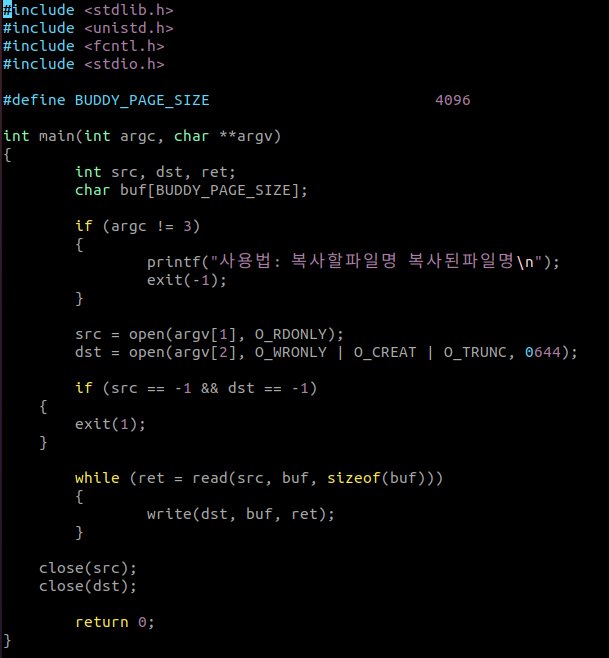 #include <stdlib.h>
#include <unistd.h>
#include <fcntl.h>
#include <stdio.h>

#define BUDDY_PAGE_SIZE                         4096

int main(int argc, char **argv)
{
        int src, dst, ret;
        char buf[BUDDY_PAGE_SIZE];

        if (argc != 3)
        {
                printf("사용법: 복사할파일명 복사된파일명\n");
                exit(-1);
        }

        src = open(argv[1], O_RDONLY);
        dst = open(argv[2], O_WRONLY | O_CREAT | O_TRUNC, 0644);

        if (src == -1 && dst == -1)
    {
        exit(1);
    }

        while (ret = read(src, buf, sizeof(buf)))
        {
                write(dst, buf, ret);
        }

    close(src);
    close(dst);

        return 0;
}